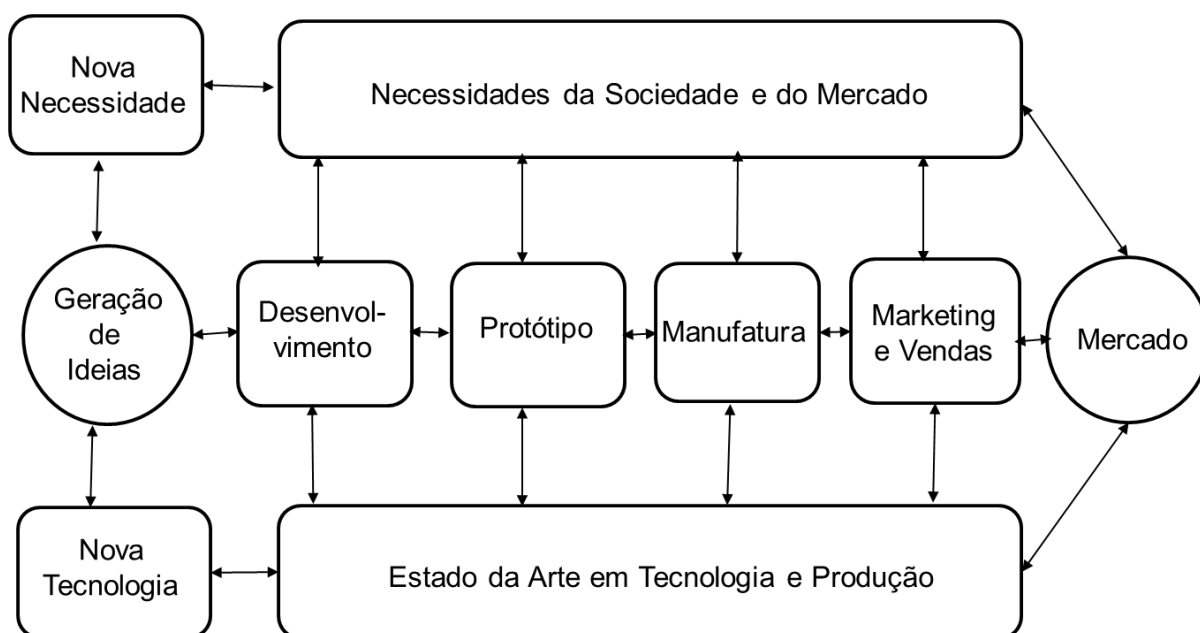 Nova
Necessidade
Necessidades da Sociedade e do Mercado
Geração
de
Ideias
Desenvol-
vimento
Protótipo
Manufatura
Marketing
e Vendas
Mercado
Nova
Tecnologia
Estado da Arte em Tecnologia e Produção